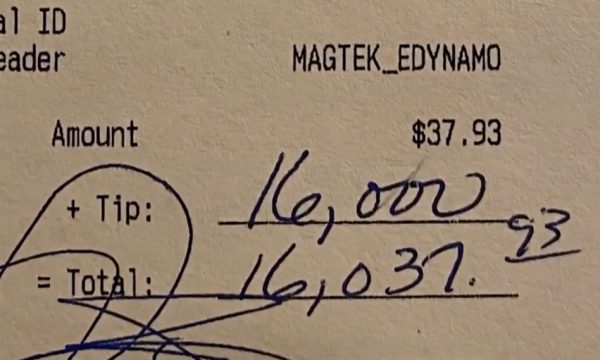 al ID
eader MAGTEK_EDYNAMO
Amount $37.93
+ Tip: 16,000
= Total: 16,037.93